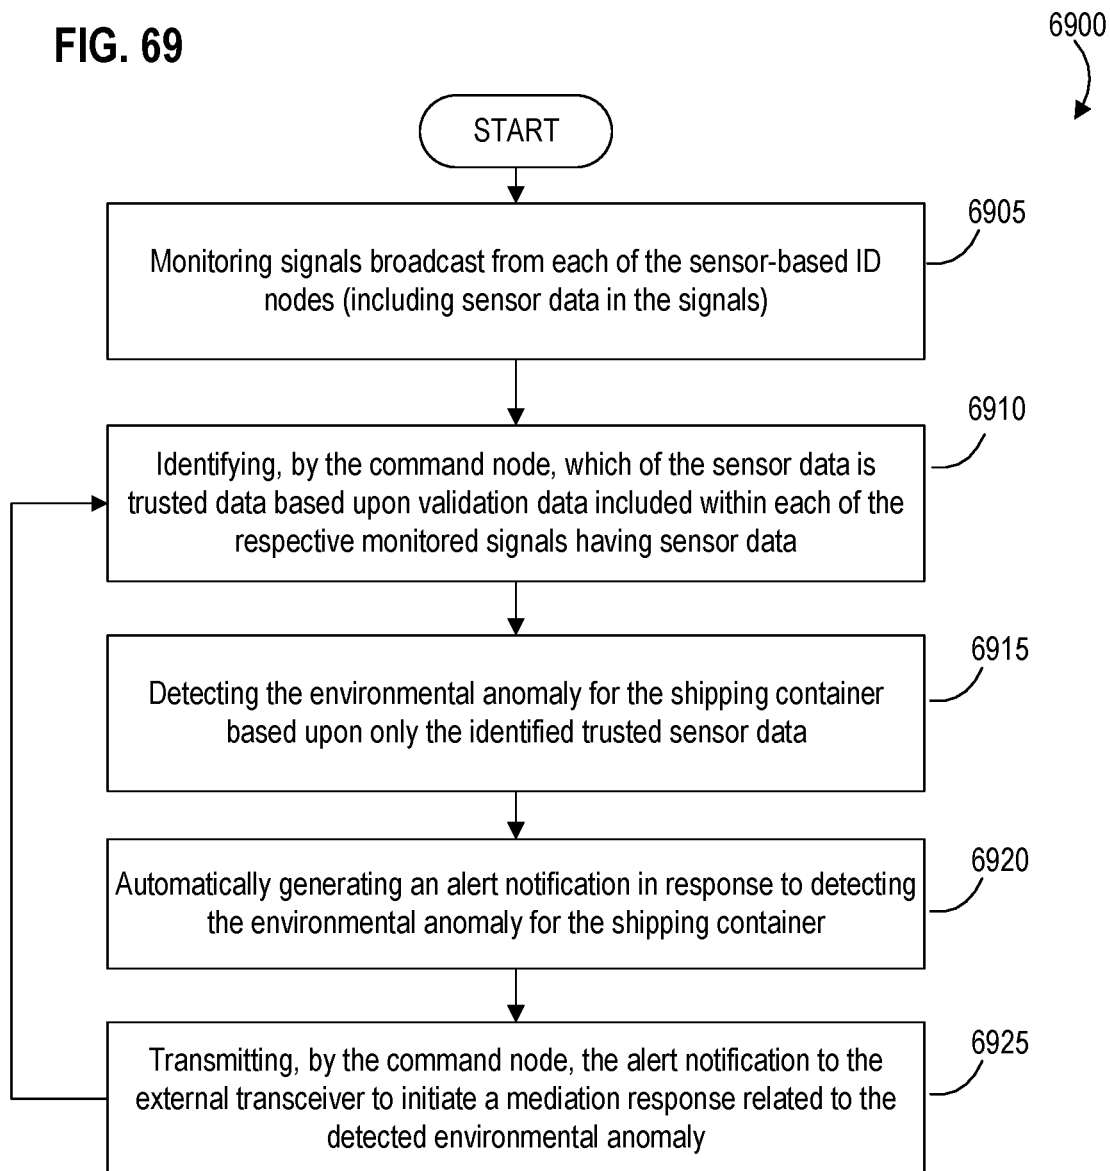 FIG. 69
6900
START
6905
Monitoring signals broadcast from each of the sensor-based ID
nodes (including sensor data in the signals)
6910
Identifying, by the command node, which of the sensor data is
trusted data based upon validation data included within each of the
respective monitored signals having sensor data
6915
Detecting the environmental anomaly for the shipping container
based upon only the identified trusted sensor data
6920
Automatically generating an alert notification in response to detecting
the environmental anomaly for the shipping container
6925
Transmitting, by the command node, the alert notification to the
external transceiver to initiate a mediation response related to the
detected environmental anomaly